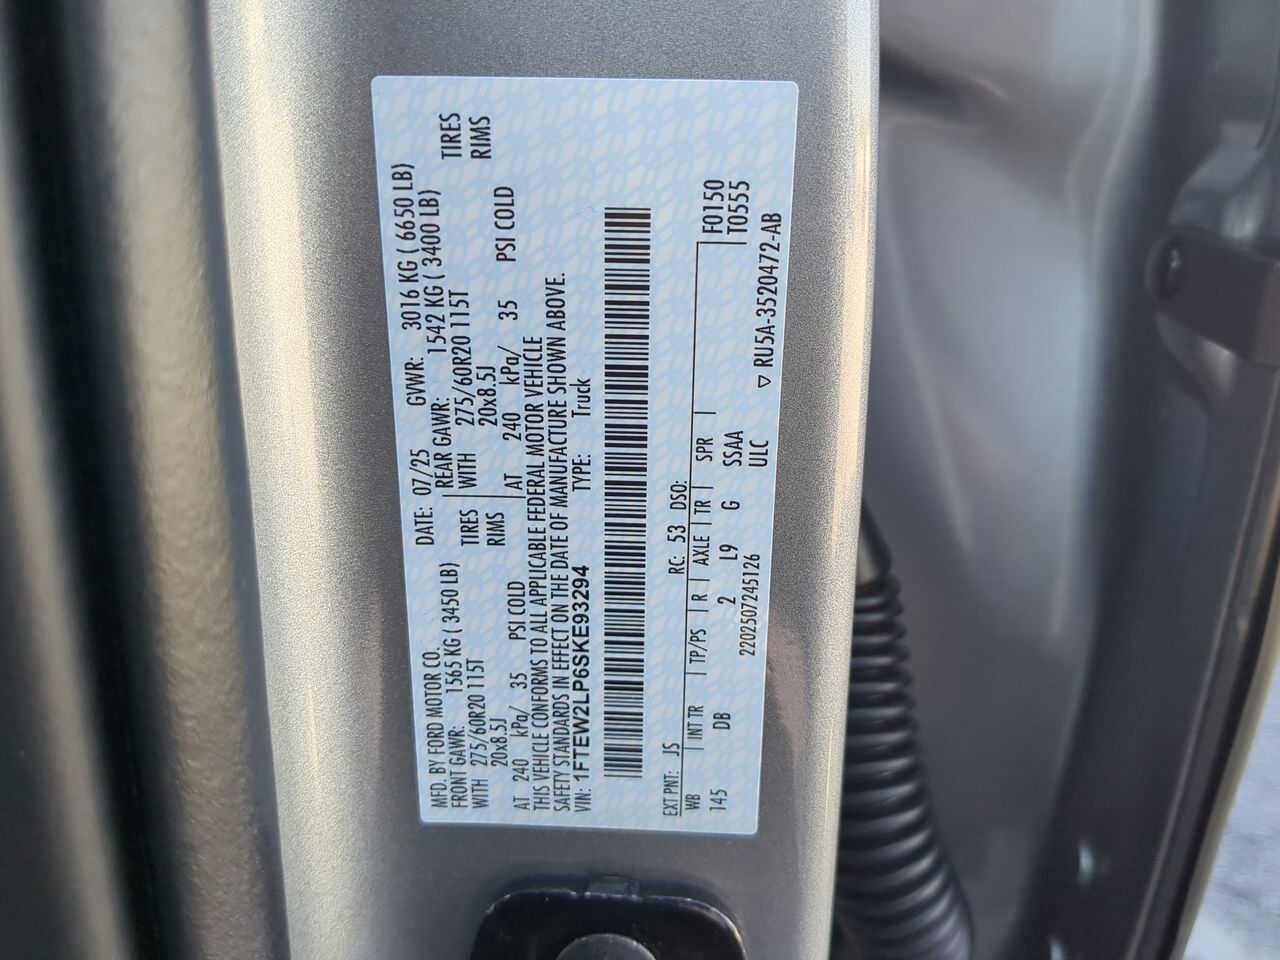 MFD. BY FORD MOTOR CO. DATE: 07/25 GVWR: 3016 KG ( 6650 LB)
FRONT GAWR: 1565 KG ( 3450 LB) REAR GAWR: 1542 KG ( 3400 LB)
WITH 275/60R20 115T TIRES WITH 275/60R20 115T TIRES
20x8.5J RIMS 20x8.5J RIMS
AT 240 kPa/ 35 PSI COLD AT 240 kPa/ 35 PSI COLD
THIS VEHICLE CONFORMS TO ALL APPLICABLE FEDERAL MOTOR VEHICLE
SAFETY STANDARDS IN EFFECT ON THE DATE OF MANUFACTURE SHOWN ABOVE.
VIN: 1FTEW2LP6SKE93294 TYPE: Truck
EXT PNT: JS RC: 53 DSO:
WB INT TR TP/PS R AXLE TR SPR F0150
145 DB 2 L9 G SSAA T0555
2202507245126 ULC
▽ RU5A-3520472-AB